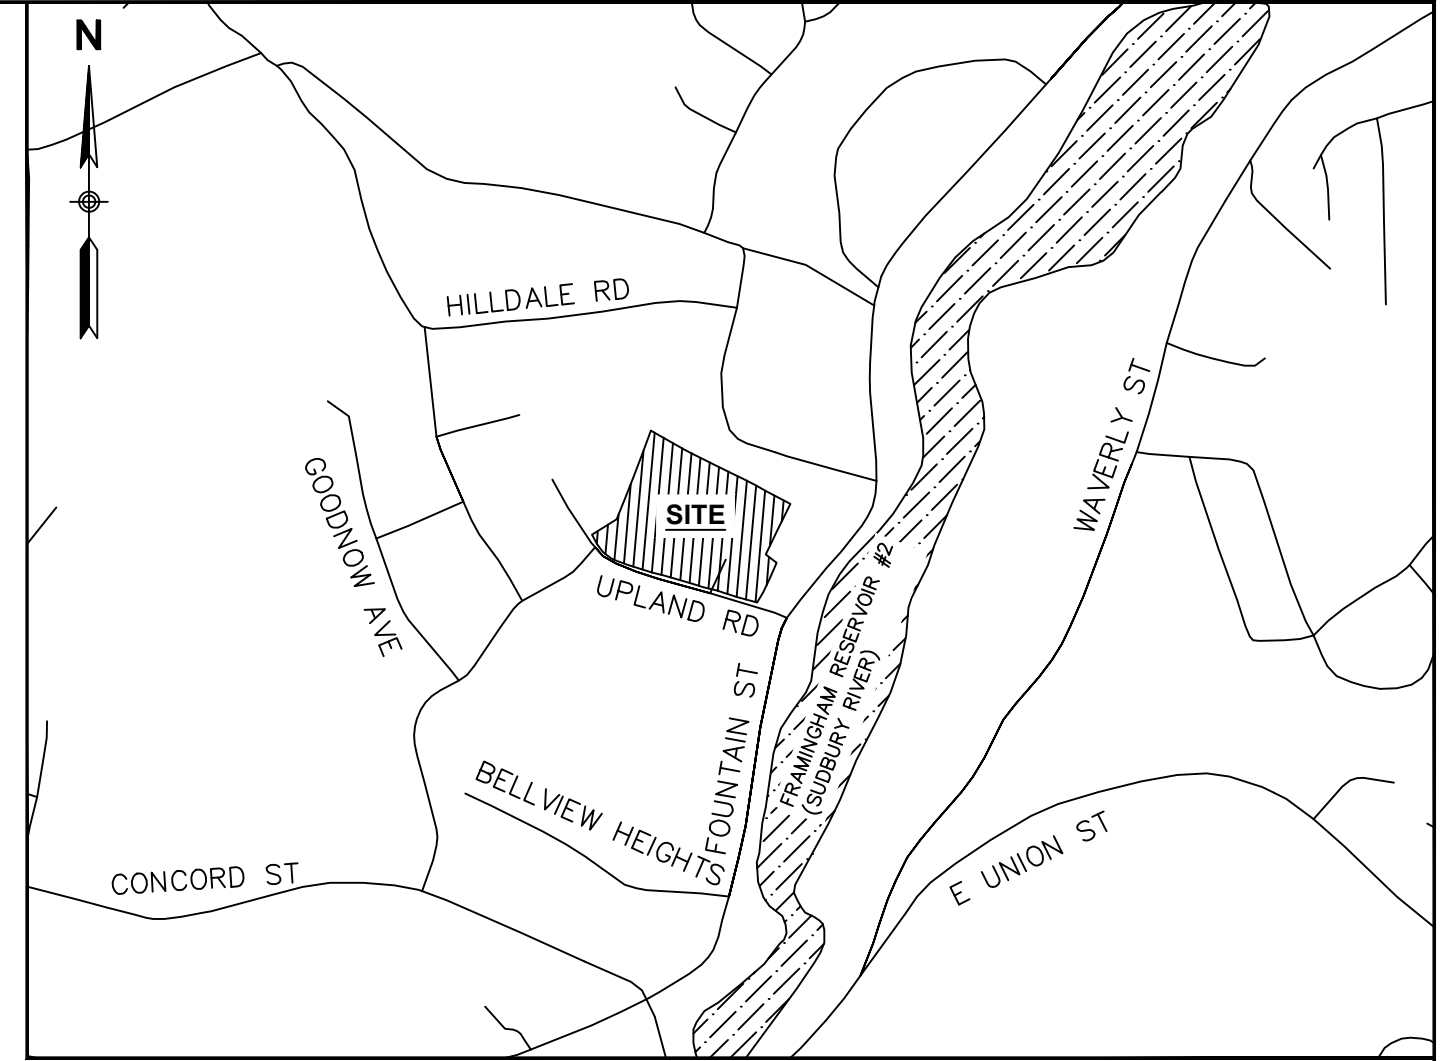 N
HILLDALE RD
WAVERLY ST
GOODNOW AVE
SITE
UPLAND RD
FRAMINGHAM RESERVOIR #2
(SUDBURY RIVER)
FOUNTAIN ST
BELLVIEW HEIGHTS
CONCORD ST
E UNION ST